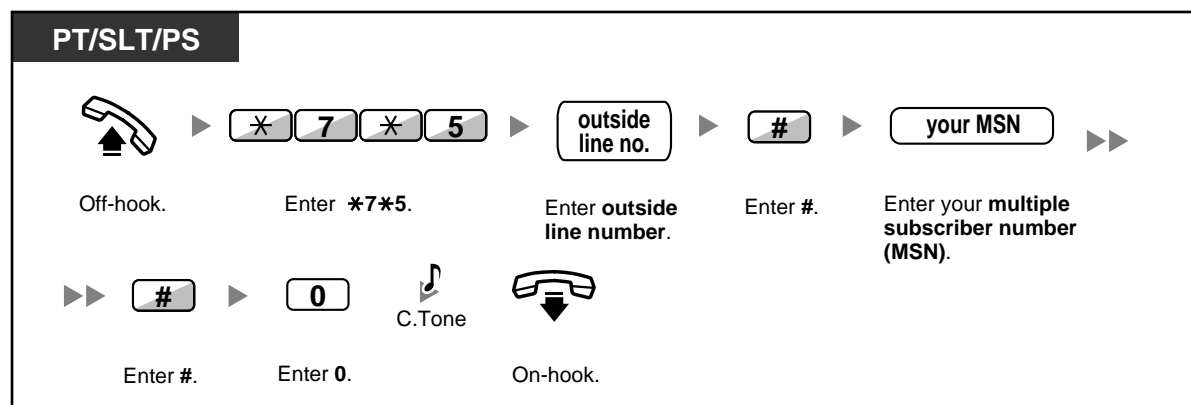 PT/SLT/PS
＊ 7 ＊ 5
outside
line no.
#
your MSN
Off-hook.
Enter ＊7＊5.
Enter outside
line number.
Enter #.
Enter your multiple
subscriber number
(MSN).
#
0
C.Tone
Enter #.
Enter 0.
On-hook.